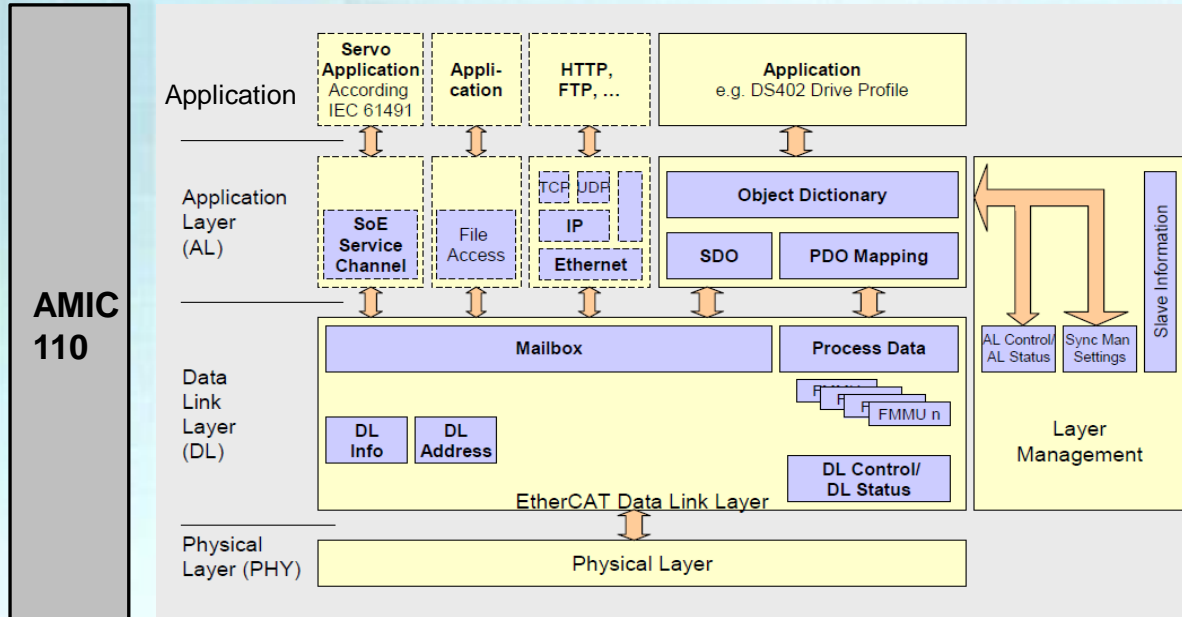 AMIC
110
Application
Servo
Application
According
IEC 61491
Appli-
cation
HTTP,
FTP, ...
Application
e.g. DS402 Drive Profile
Application
Layer
(AL)
SoE
Service
Channel
File
Access
TCP
UDP
IP
Ethernet
Object Dictionary
SDO
PDO Mapping
AL Control/
AL Status
Sync Man
Settings
Slave Information
Layer
Management
Data
Link
Layer
(DL)
Mailbox
Process Data
FMMU n
DL
Info
DL
Address
DL Control/
DL Status
EtherCAT Data Link Layer
Physical
Layer (PHY)
Physical Layer